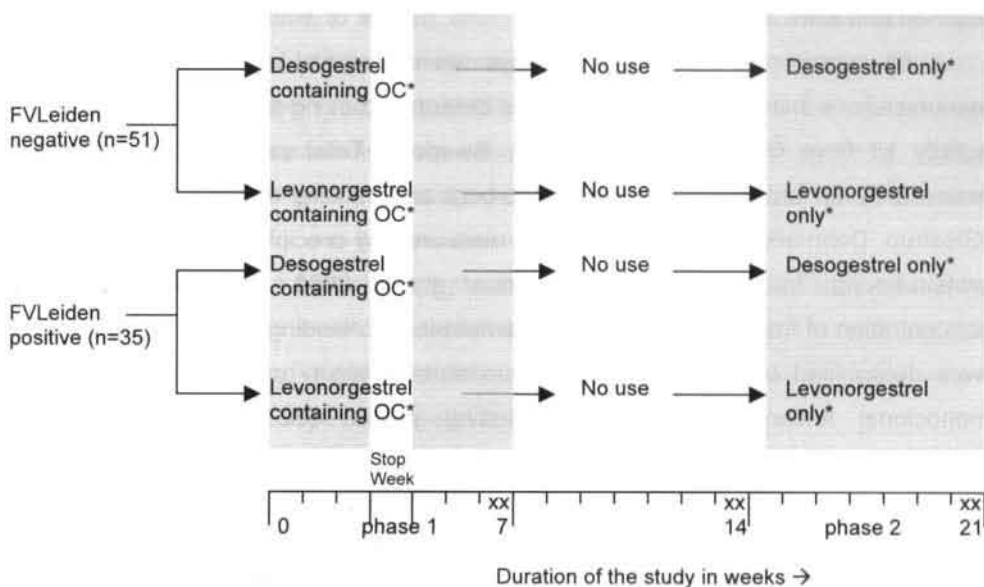 Desogestrel
containing OC*
No use
Desogestrel only*
FVLeiden
negative (n=51)
Levonorgestrel
containing OC*
No use
Levonorgestrel
only*
Desogestrel
containing OC*
No use
Desogestrel only*
FVLeiden
positive (n=35)
Levonorgestrel
containing OC*
No use
Levonorgestrel
only*
Stop
Week
xx xx xx
0 phase 1 7 14 phase 2 21
Duration of the study in weeks →